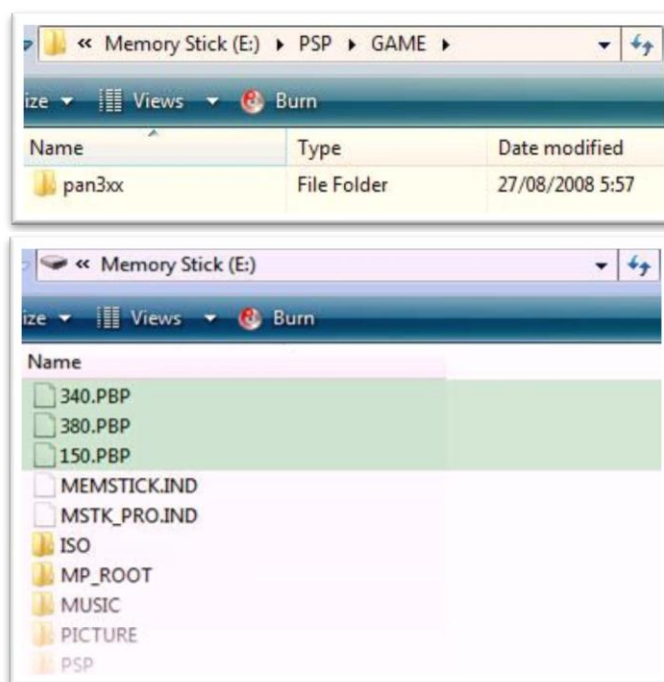 « Memory Stick (E:) ▸ PSP ▸ GAME ▸
ize Views Burn
Name Type Date modified
pan3xx File Folder 27/08/2008 5:57
« Memory Stick (E:)
ize Views Burn
Name
340.PBP
380.PBP
150.PBP
MEMSTICK.IND
MSTK_PRO.IND
ISO
MP_ROOT
MUSIC
PICTURE
PSP